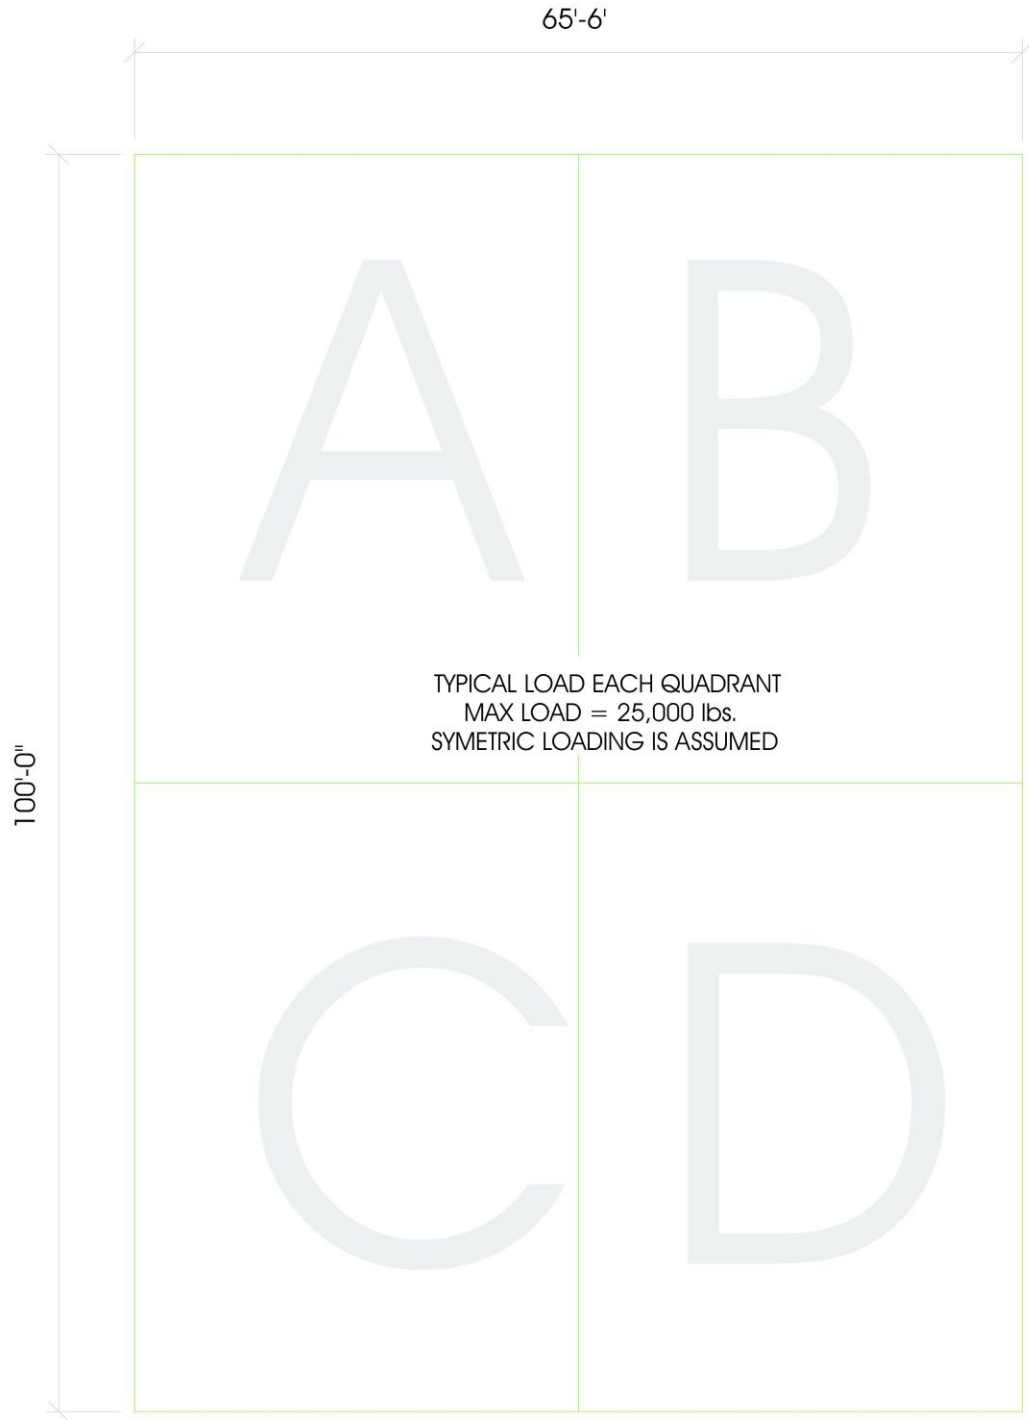 65'-6'
A B
TYPICAL LOAD EACH QUADRANT
MAX LOAD = 25,000 lbs.
SYMETRIC LOADING IS ASSUMED
100'-0"
C D